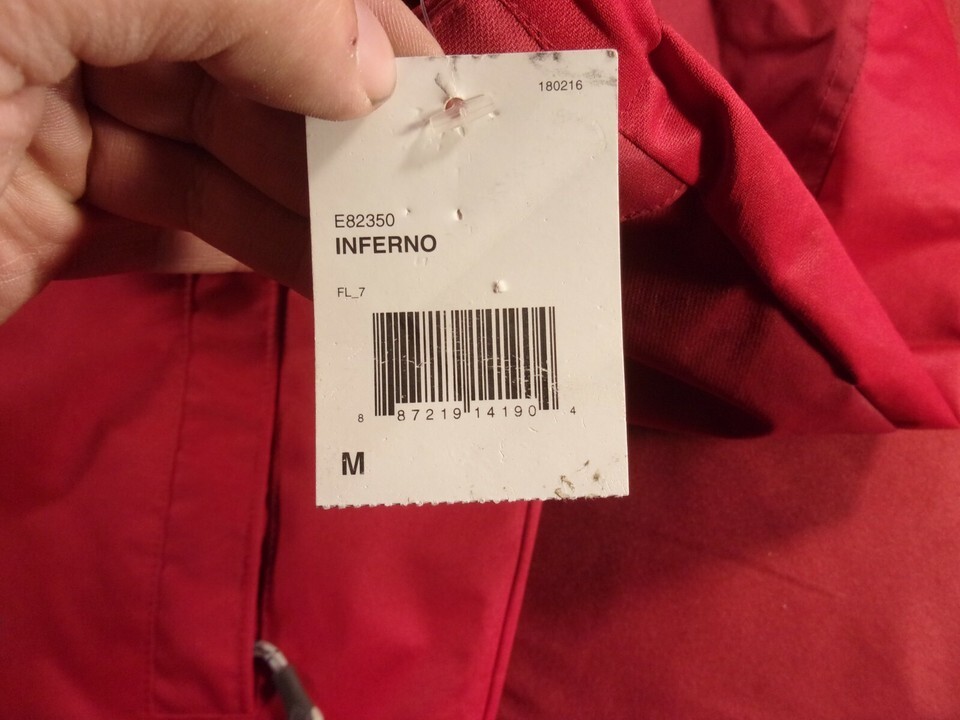 180216
E82350
INFERNO
FL_7
8 87219 14190 4
M